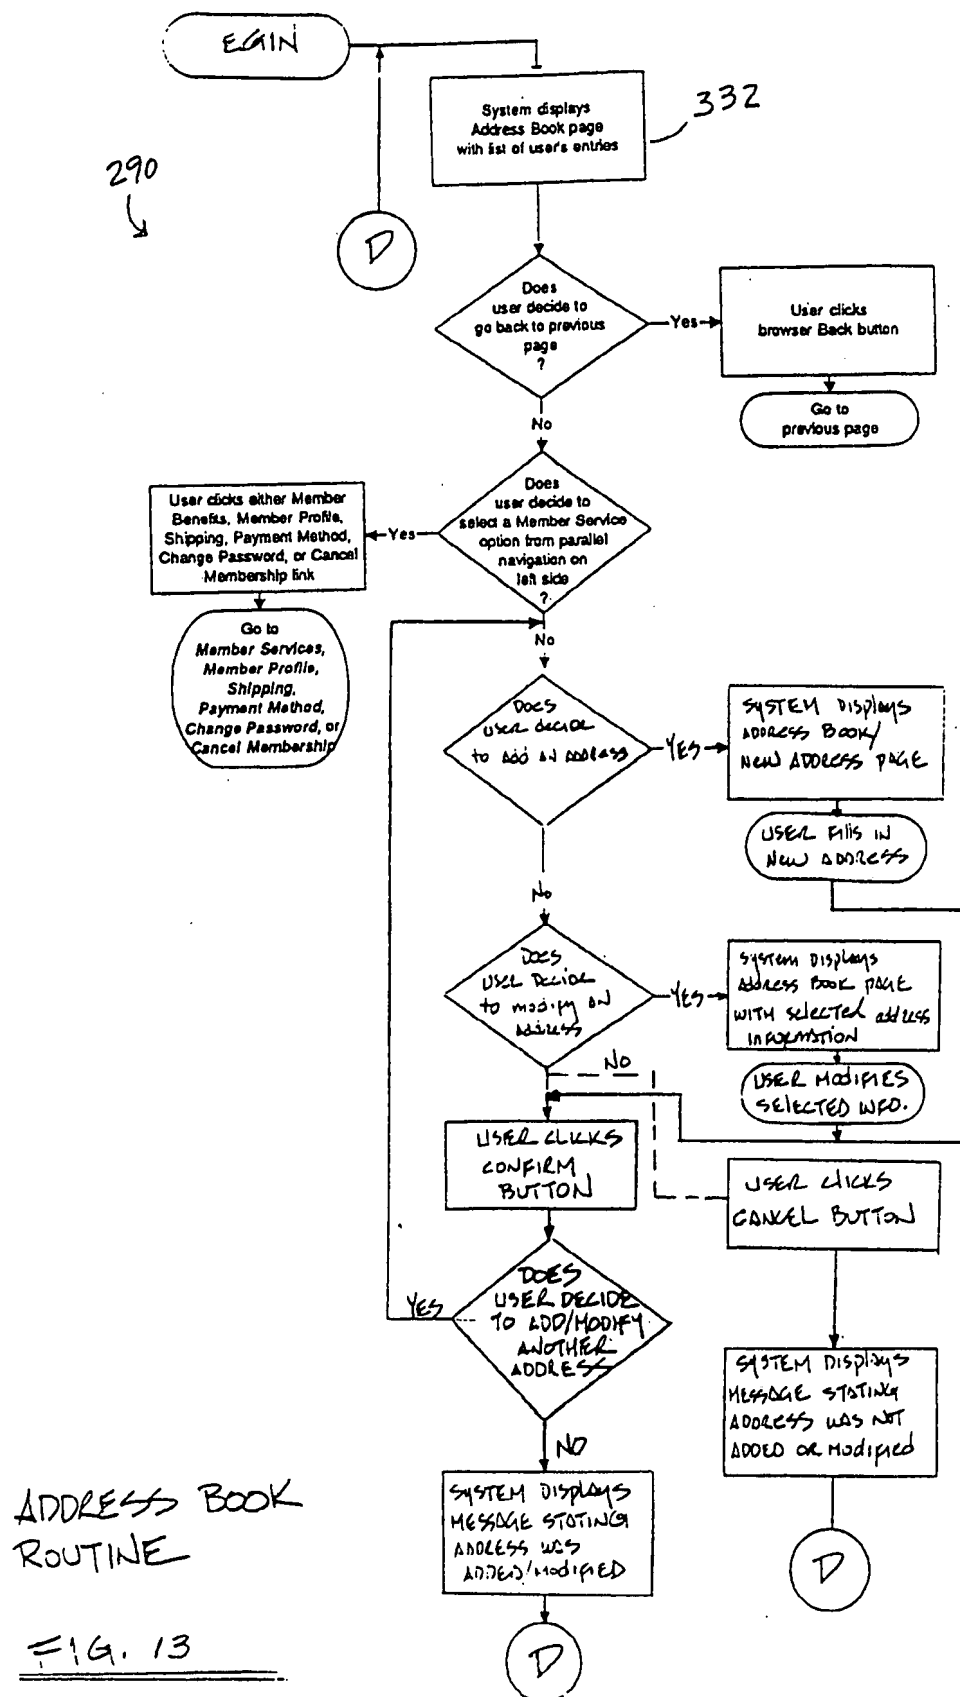 EGIN
System displays
Address Book page
with list of user's entries
332
290
D
Does
user decide to
go back to previous
page
?
Yes
User clicks
browser Back button
Go to
previous page
No
Does
user decide to
select a Member Service
option from parallel
navigation on
left side
?
Yes
User clicks either Member
Benefits, Member Profile,
Shipping, Payment Method,
Change Password, or Cancel
Membership link
Go to
Member Services,
Member Profile,
Shipping,
Payment Method,
Change Password, or
Cancel Membership
No
DOES
USER DECIDE
to ADD AN ADDRESS
YES
SYSTEM Displays
ADDRESS BOOK/
NEW ADDRESS PAGE
USER FILLS IN
NEW ADDRESS
No
DOES
USER DECIDE
to modify an
ADDRESS
YES
SYSTEM Displays
ADDRESS BOOK PAGE
WITH selected address
INFORMATION
USER MODIFIES
SELECTED INFO.
NO
USER CLICKS
CONFIRM
BUTTON
USER CLICKS
CANCEL BUTTON
DOES
USER DECIDE
TO ADD/MODIFY
ANOTHER
ADDRESS
YES
SYSTEM Displays
MESSAGE STATING
ADDRESS WAS NOT
ADDED OR Modified
NO
SYSTEM Displays
MESSAGE STATING
ADDRESS WAS
ADDED/MODIFIED
D
D
ADDRESS BOOK
ROUTINE
FIG. 13